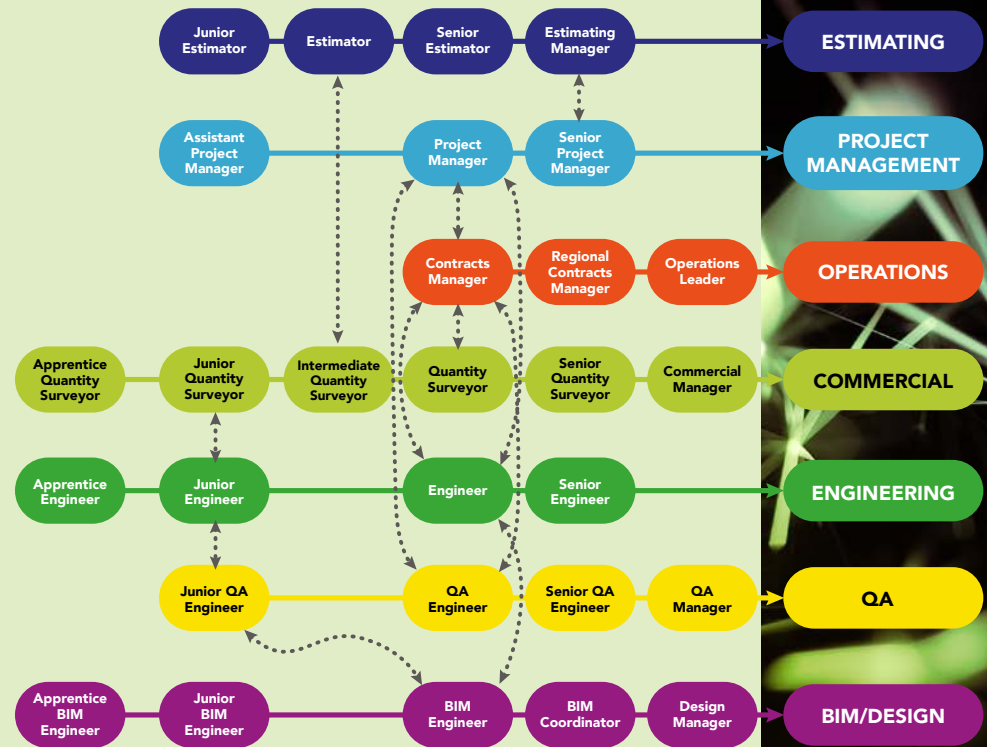 Junior
Estimator
Estimator
Senior
Estimator
Estimating
Manager
ESTIMATING
Assistant
Project
Manager
Project
Manager
Senior
Project
Manager
PROJECT
MANAGEMENT
Contracts
Manager
Regional
Contracts
Manager
Operations
Leader
OPERATIONS
Apprentice
Quantity
Surveyor
Junior
Quantity
Surveyor
Intermediate
Quantity
Surveyor
Quantity
Surveyor
Senior
Quantity
Surveyor
Commercial
Manager
COMMERCIAL
Apprentice
Engineer
Junior
Engineer
Engineer
Senior
Engineer
ENGINEERING
Junior QA
Engineer
QA
Engineer
Senior QA
Engineer
QA
Manager
QA
Apprentice
BIM
Engineer
Junior
BIM
Engineer
BIM
Engineer
BIM
Coordinator
Design
Manager
BIM/DESIGN